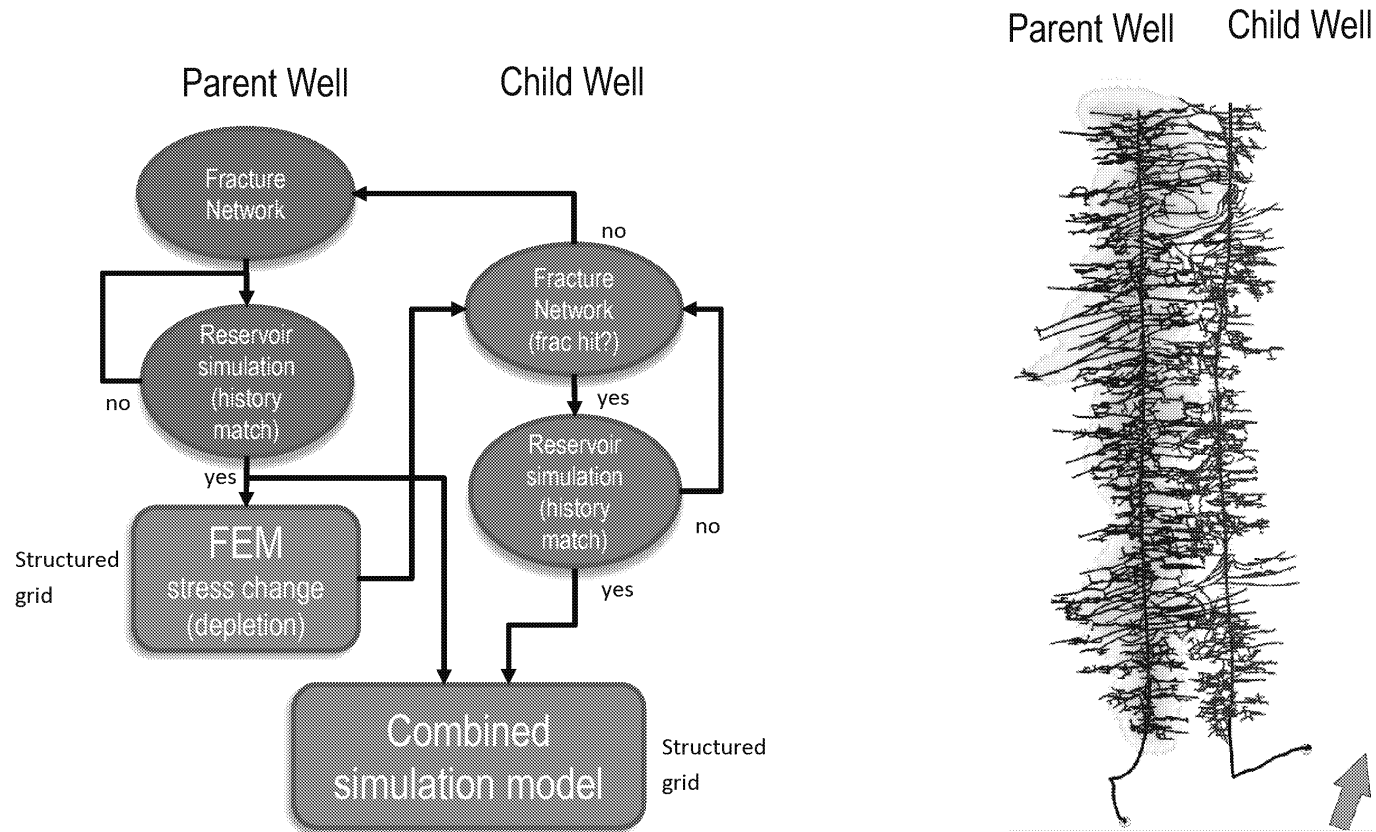 Parent Well
Child Well
Fracture
Network
no
Fracture
Network
(frac hit?)
Reservoir
simulation
(history
match)
no
yes
yes
Reservoir
simulation
(history
match)
no
yes
FEM
stress change
(depletion)
Structured
grid
Combined
simulation model
Structured
grid
Parent Well
Child Well